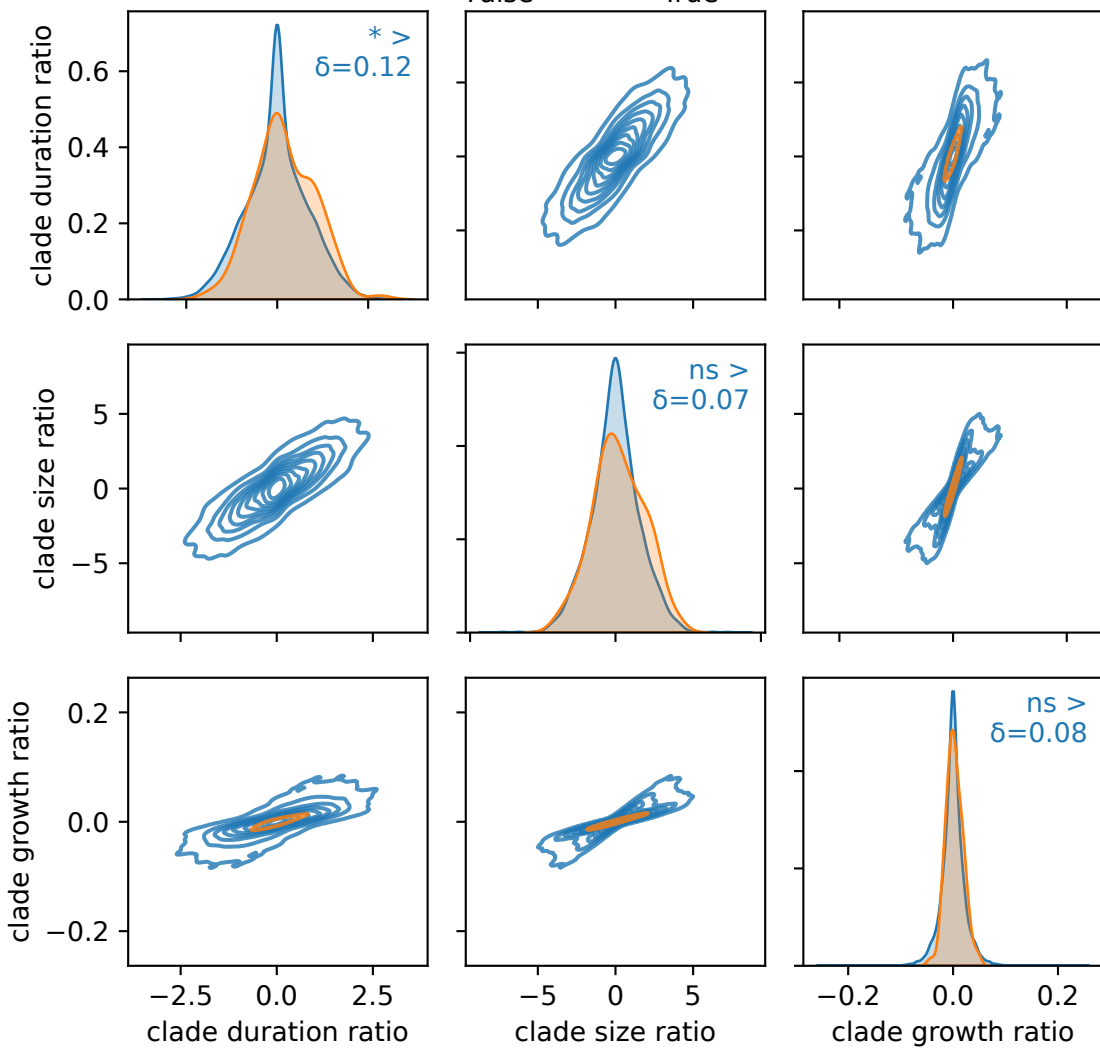 clade duration ratio
0.6
0.4
0.2
0.0
* >
δ=0.12
clade size ratio
5
0
−5
ns >
δ=0.07
clade growth ratio
0.2
0.0
−0.2
ns >
δ=0.08
−2.5 0.0 2.5
−5 0 5
−0.2 0.0 0.2
clade duration ratio
clade size ratio
clade growth ratio